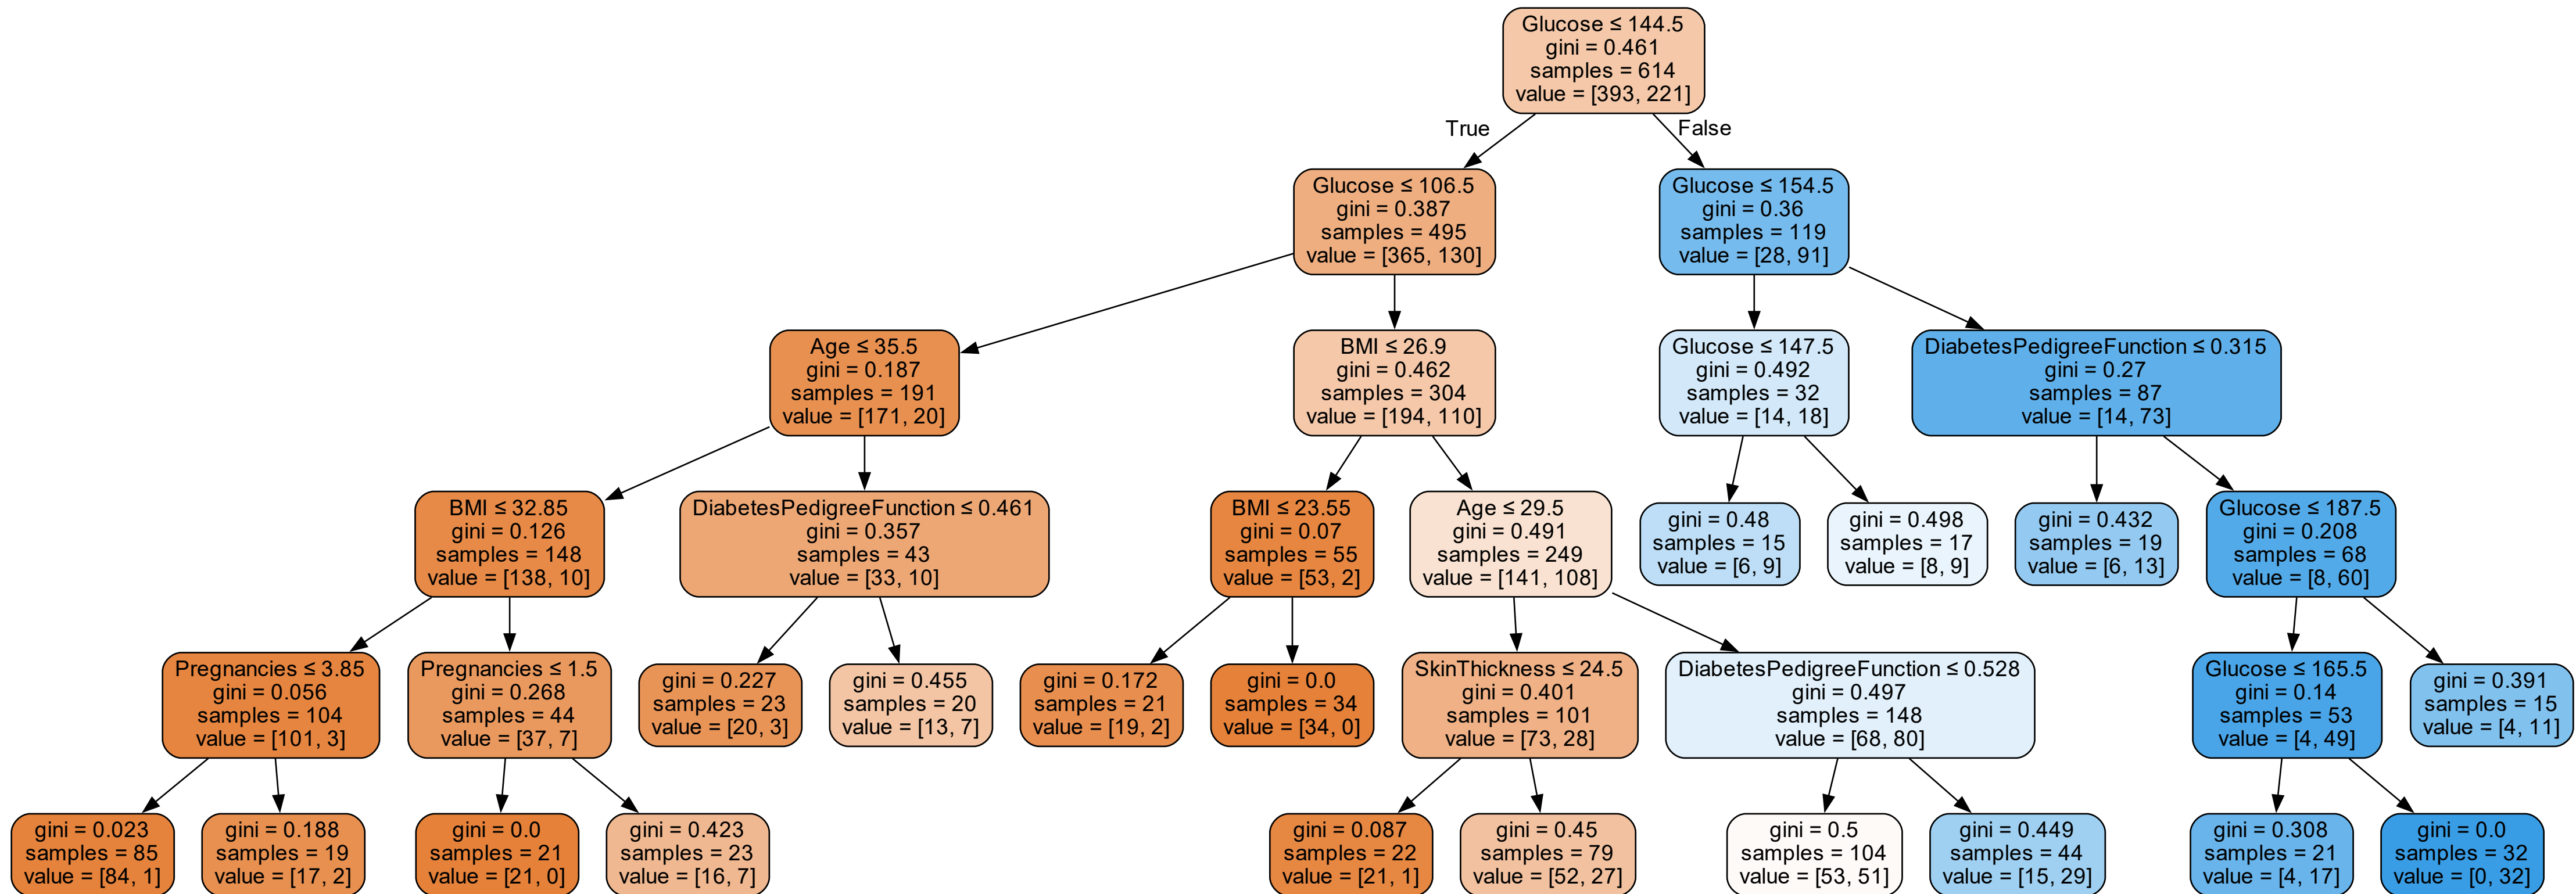 Glucose ≤ 144.5
gini = 0.461
samples = 614
value = [393, 221]
True
False
Glucose ≤ 106.5
gini = 0.387
samples = 495
value = [365, 130]
Glucose ≤ 154.5
gini = 0.36
samples = 119
value = [28, 91]
Age ≤ 35.5
gini = 0.187
samples = 191
value = [171, 20]
BMI ≤ 26.9
gini = 0.462
samples = 304
value = [194, 110]
Glucose ≤ 147.5
gini = 0.492
samples = 32
value = [14, 18]
DiabetesPedigreeFunction ≤ 0.315
gini = 0.27
samples = 87
value = [14, 73]
BMI ≤ 32.85
gini = 0.126
samples = 148
value = [138, 10]
DiabetesPedigreeFunction ≤ 0.461
gini = 0.357
samples = 43
value = [33, 10]
BMI ≤ 23.55
gini = 0.07
samples = 55
value = [53, 2]
Age ≤ 29.5
gini = 0.491
samples = 249
value = [141, 108]
gini = 0.48
samples = 15
value = [6, 9]
gini = 0.498
samples = 17
value = [8, 9]
gini = 0.432
samples = 19
value = [6, 13]
Glucose ≤ 187.5
gini = 0.208
samples = 68
value = [8, 60]
Pregnancies ≤ 3.85
gini = 0.056
samples = 104
value = [101, 3]
Pregnancies ≤ 1.5
gini = 0.268
samples = 44
value = [37, 7]
gini = 0.227
samples = 23
value = [20, 3]
gini = 0.455
samples = 20
value = [13, 7]
gini = 0.172
samples = 21
value = [19, 2]
gini = 0.0
samples = 34
value = [34, 0]
SkinThickness ≤ 24.5
gini = 0.401
samples = 101
value = [73, 28]
DiabetesPedigreeFunction ≤ 0.528
gini = 0.497
samples = 148
value = [68, 80]
Glucose ≤ 165.5
gini = 0.14
samples = 53
value = [4, 49]
gini = 0.391
samples = 15
value = [4, 11]
gini = 0.023
samples = 85
value = [84, 1]
gini = 0.188
samples = 19
value = [17, 2]
gini = 0.0
samples = 21
value = [21, 0]
gini = 0.423
samples = 23
value = [16, 7]
gini = 0.087
samples = 22
value = [21, 1]
gini = 0.45
samples = 79
value = [52, 27]
gini = 0.5
samples = 104
value = [53, 51]
gini = 0.449
samples = 44
value = [15, 29]
gini = 0.308
samples = 21
value = [4, 17]
gini = 0.0
samples = 32
value = [0, 32]